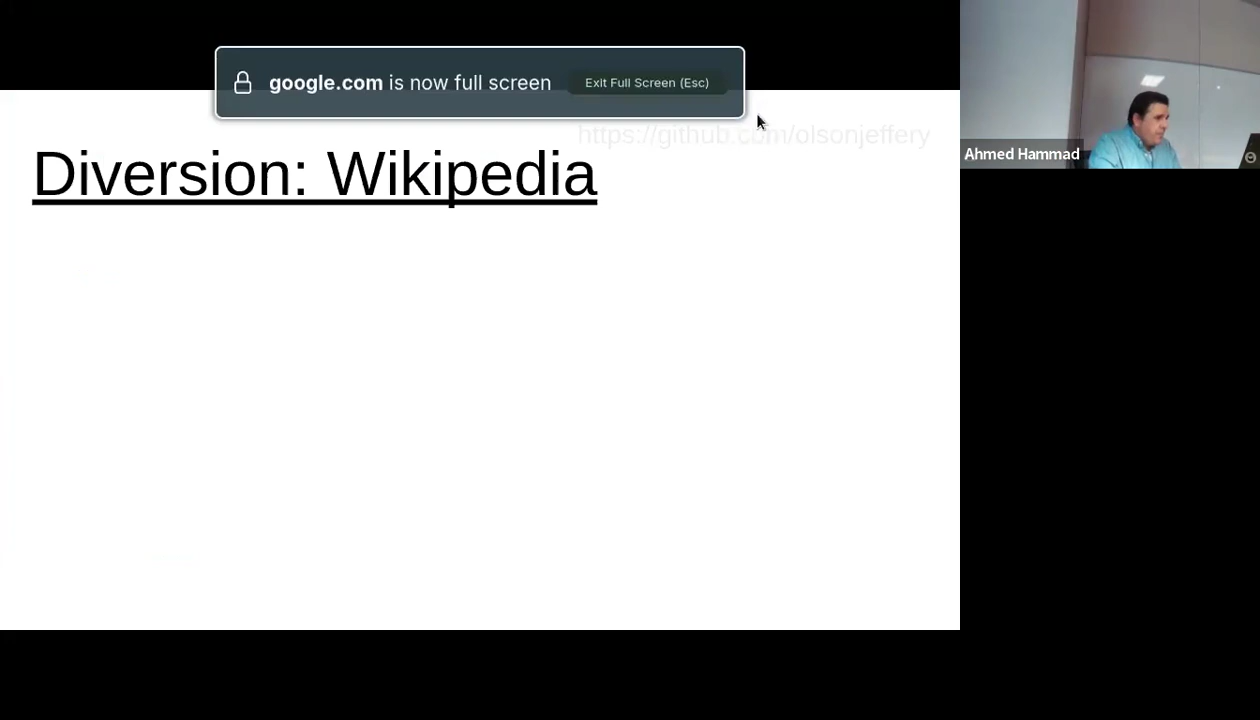 google.com is now full screen
Exit Full Screen (Esc)
https://github.com/olsonjeffery
Diversion: Wikipedia
Ahmed Hammad